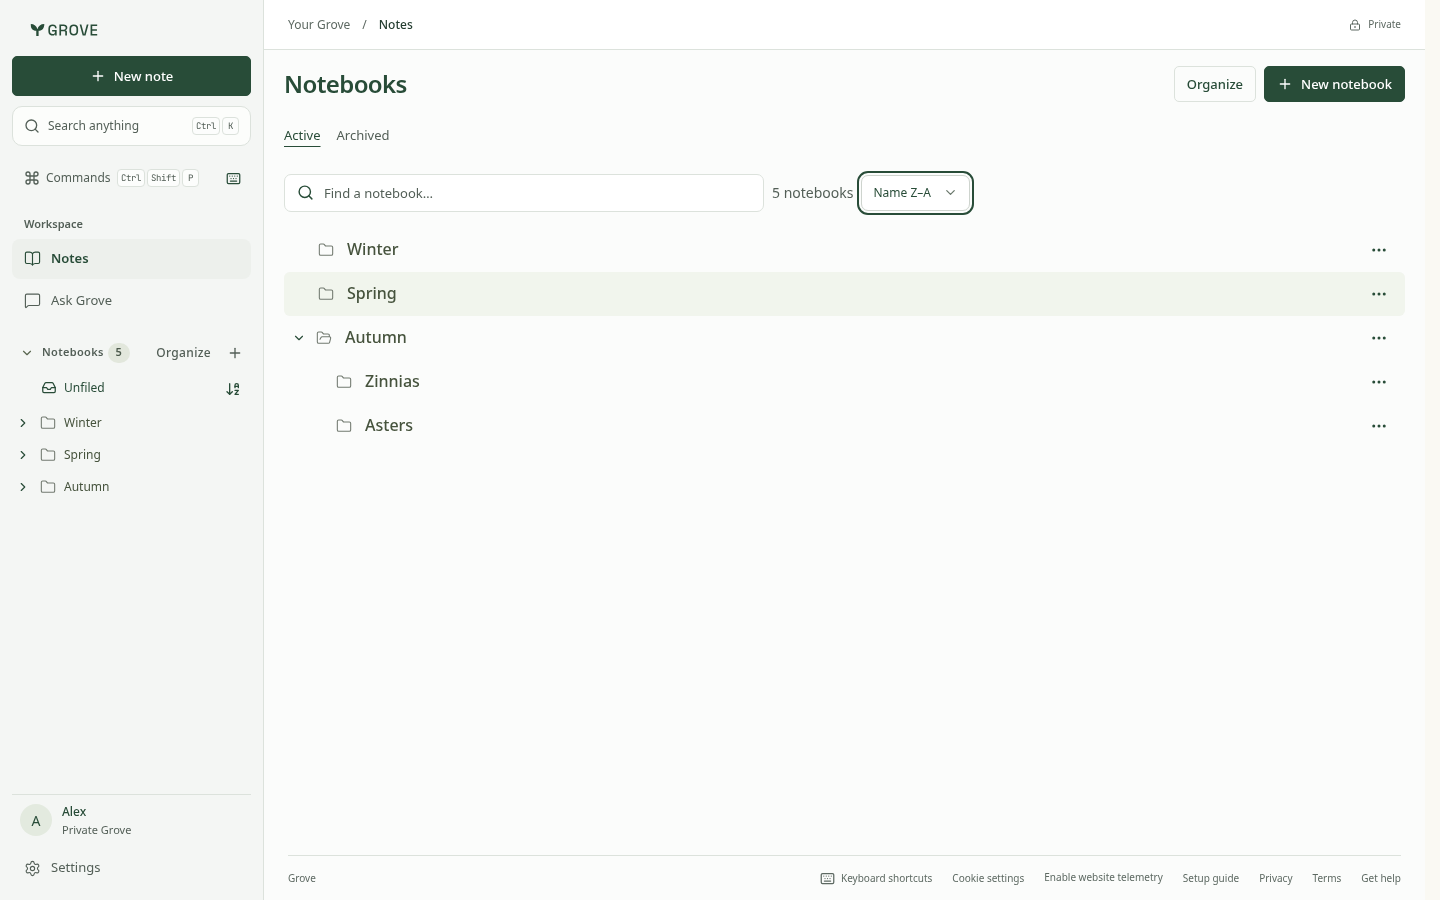 GROVE
New note
Search anything Ctrl K
Commands Ctrl Shift P
Workspace
Notes
Ask Grove
Notebooks 5 Organize
Unfiled
Winter
Spring
Autumn
A
Alex
Private Grove
Settings
Your Grove / Notes
Private
Notebooks
Organize
New notebook
Active Archived
Find a notebook... 5 notebooks Name Z–A
Winter
Spring
Autumn
Zinnias
Asters
Grove
Keyboard shortcuts Cookie settings Enable website telemetry Setup guide Privacy Terms Get help